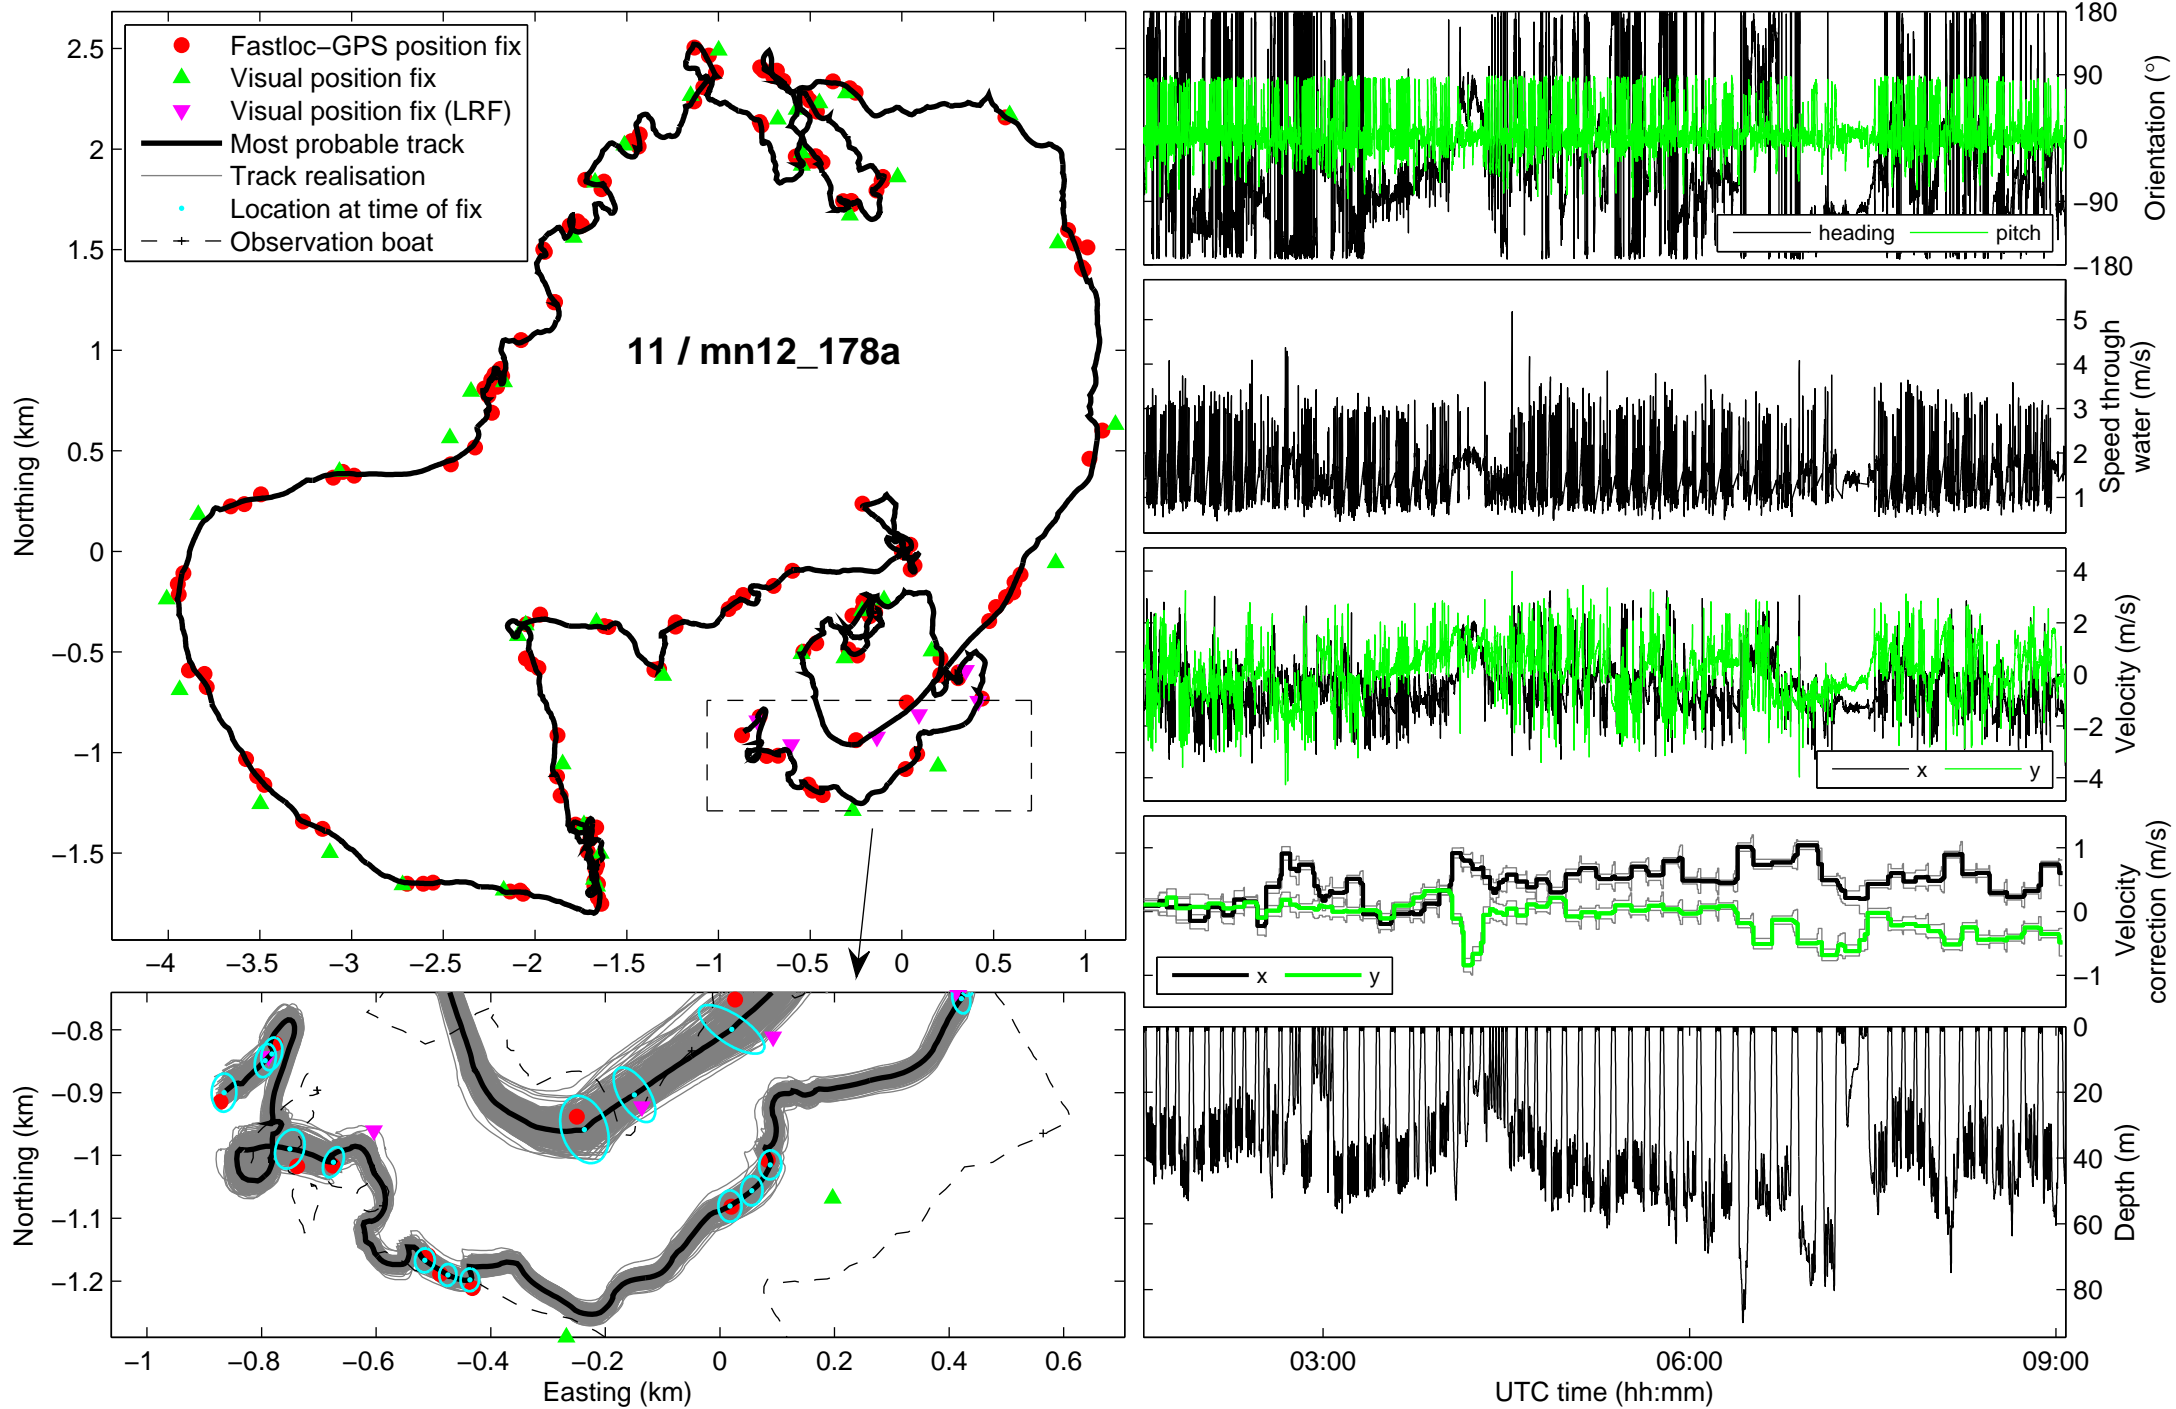 Fastloc−GPS position fix
Visual position fix
Visual position fix (LRF)
Most probable track
Track realisation
Location at time of fix
Observation boat
11 / mn12_178a
Northing (km)
2.5
2
1.5
1
0.5
0
−0.5
−1
−1.5
−4 −3.5 −3 −2.5 −2 −1.5 −1 −0.5 0 0.5 1
Northing (km)
−0.8
−0.9
−1
−1.1
−1.2
−1 −0.8 −0.6 −0.4 −0.2 0 0.2 0.4 0.6
Easting (km)
180
90
0
−90
−180
Orientation (°)
heading pitch
5
4
3
2
1
Speed through
water (m/s)
4
2
0
−2
−4
Velocity (m/s)
x y
1
0
−1
Velocity
correction (m/s)
x y
0
20
40
60
80
Depth (m)
03:00 06:00 09:00
UTC time (hh:mm)